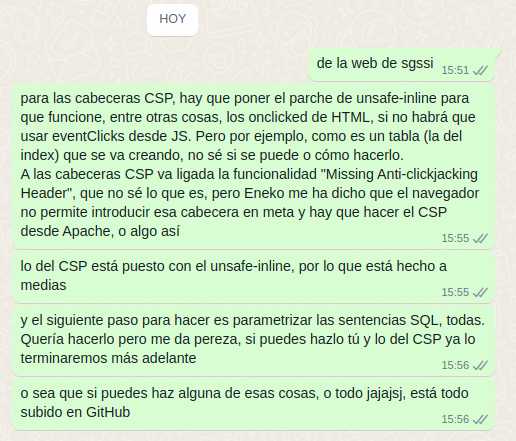 HOY
de la web de sgssi 15:51
para las cabeceras CSP, hay que poner el parche de unsafe-inline para
que funcione, entre otras cosas, los onclicked de HTML, si no habrá que
usar eventClicks desde JS. Pero por ejemplo, como es un tabla (la del
index) que se va creando, no sé si se puede o cómo hacerlo.
A las cabeceras CSP va ligada la funcionalidad "Missing Anti-clickjacking
Header", que no sé lo que es, pero Eneko me ha dicho que el navegador
no permite introducir esa cabecera en meta y hay que hacer el CSP
desde Apache, o algo así
15:55
lo del CSP está puesto con el unsafe-inline, por lo que está hecho a
medias
15:55
y el siguiente paso para hacer es parametrizar las sentencias SQL, todas.
Quería hacerlo pero me da pereza, si puedes hazlo tú y lo del CSP ya lo
terminaremos más adelante
15:56
o sea que si puedes haz alguna de esas cosas, o todo jajajsj, está todo
subido en GitHub
15:56